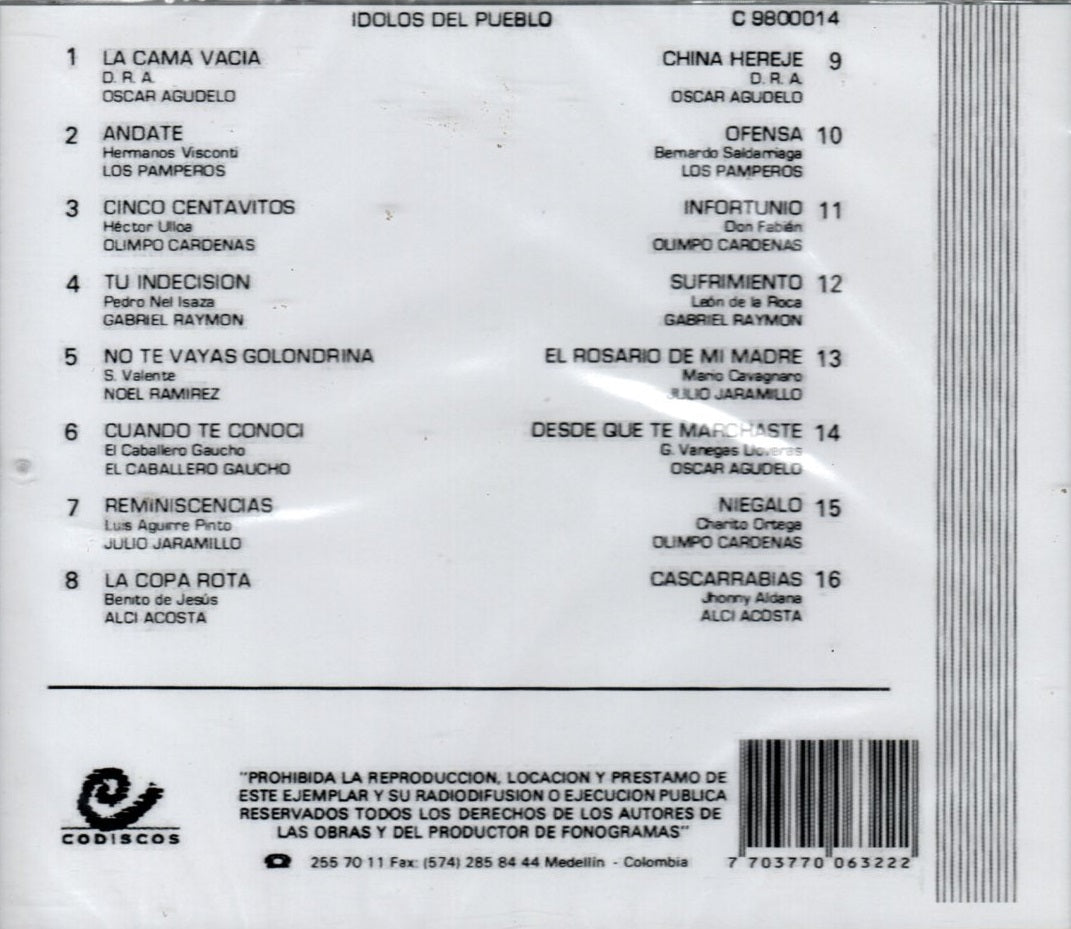 IDOLOS DEL PUEBLO
C 9800014
1 LA CAMA VACIA
D. R. A.
OSCAR AGUDELO
2 ANDATE
Hermanos Visconti
LOS PAMPEROS
3 CINCO CENTAVITOS
Héctor Ulloa
OLIMPO CARDENAS
4 TU INDECISION
Pedro Nel Isaza
GABRIEL RAYMON
5 NO TE VAYAS GOLONDRINA
S. Valente
NOEL RAMIREZ
6 CUANDO TE CONOCI
El Caballero Gaucho
EL CABALLERO GAUCHO
7 REMINISCENCIAS
Luis Aguirre Pinto
JULIO JARAMILLO
8 LA COPA ROTA
Benito de Jesús
ALCI ACOSTA
CHINA HEREJE 9
D. R. A.
OSCAR AGUDELO
OFENSA 10
Bernardo Saldarriaga
LOS PAMPEROS
INFORTUNIO 11
Don Fabián
OLIMPO CARDENAS
SUFRIMIENTO 12
León de la Roca
GABRIEL RAYMON
EL ROSARIO DE MI MADRE 13
Mario Cavagnaro
JULIO JARAMILLO
DESDE QUE TE MARCHASTE 14
G. Vanegas Lloveras
OSCAR AGUDELO
NIEGALO 15
Charito Ortega
OLIMPO CARDENAS
CASCARRABIAS 16
Jhonny Aldana
ALCI ACOSTA
CODISCOS
"PROHIBIDA LA REPRODUCCION, LOCACION Y PRESTAMO DE
ESTE EJEMPLAR Y SU RADIODIFUSION O EJECUCION PUBLICA
RESERVADOS TODOS LOS DERECHOS DE LOS AUTORES DE
LAS OBRAS Y DEL PRODUCTOR DE FONOGRAMAS"
255 70 11 Fax: (574) 285 84 44 Medellín - Colombia
7 703770 063222